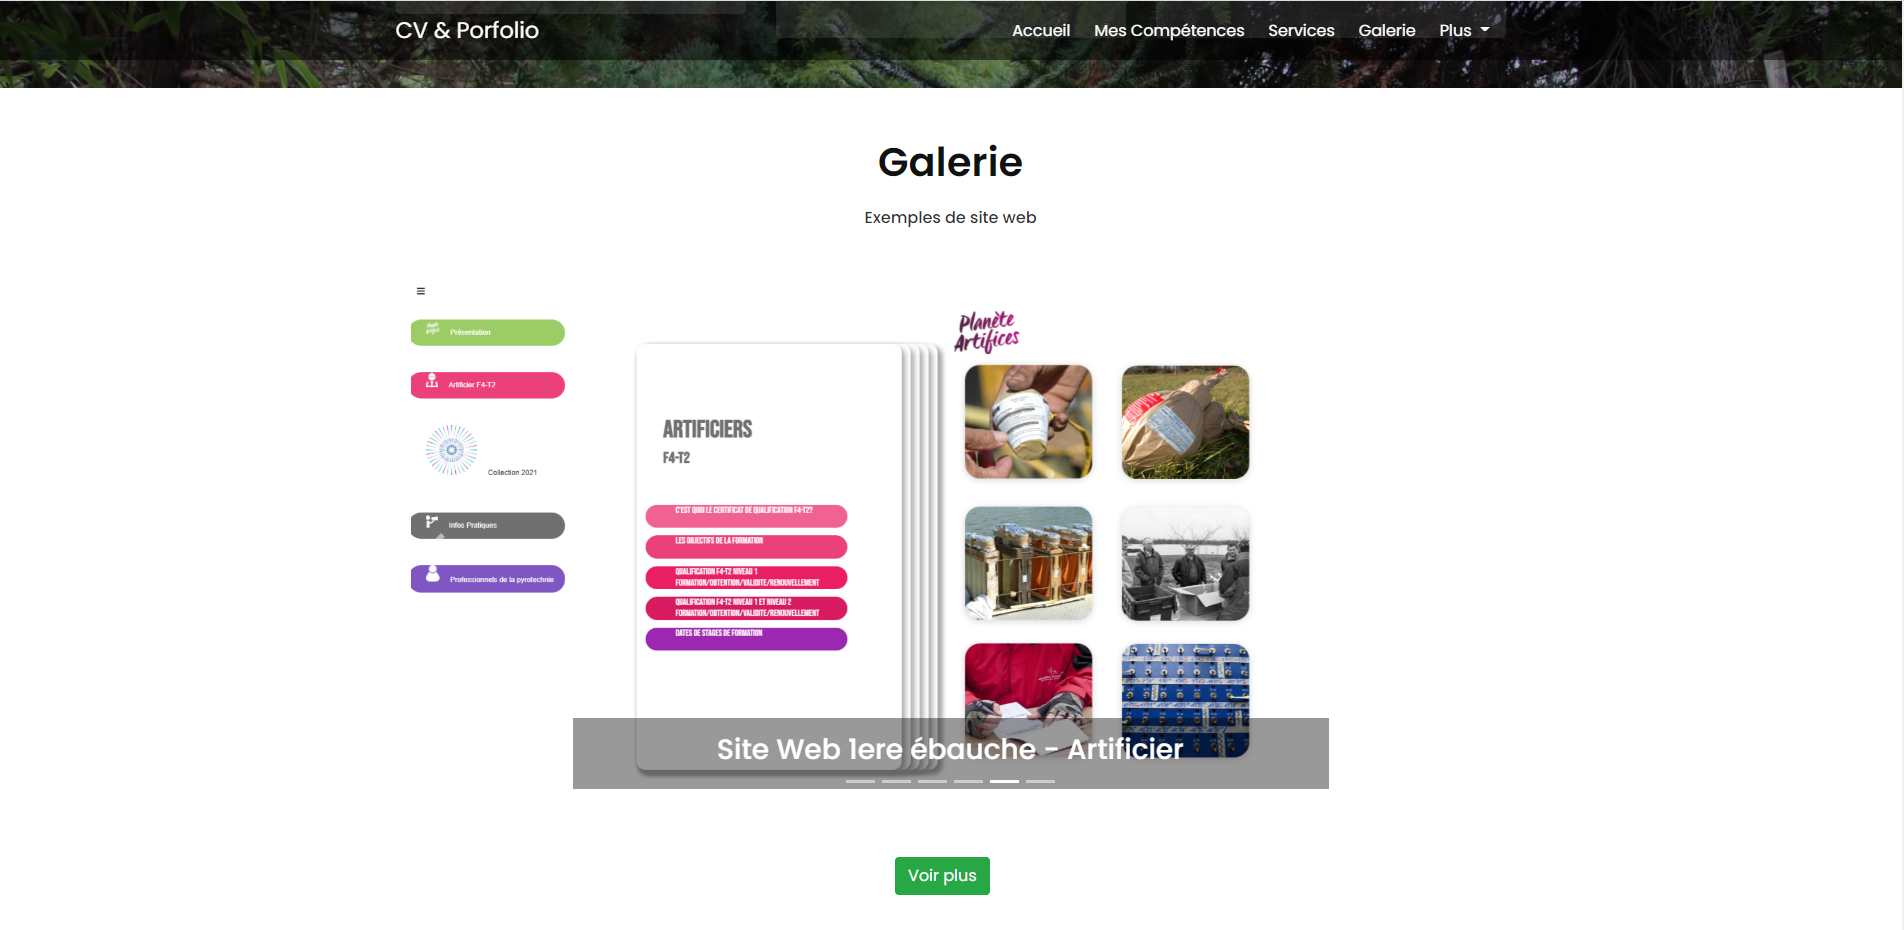 CV & Porfolio
Accueil
Mes Compétences
Services
Galerie
Plus
Galerie
Exemples de site web
Présentation
Artificier F4-T2
Collection 2021
Infos Pratiques
Professionnels de la pyrotechnie
ARTIFICIERS
F4-T2
C'EST QUOI LE CERTIFICAT DE QUALIFICATION F4-T2?
LES OBJECTIFS DE LA FORMATION
QUALIFICATION F4-T2 NIVEAU 1
FORMATION/OBTENTION/VALIDITE/RENOUVELLEMENT
QUALIFICATION F4-T2 NIVEAU 1 ET NIVEAU 2
FORMATION/OBTENTION/VALIDITE/RENOUVELLEMENT
DATES DE STAGES DE FORMATION
Planète
Artifices
Site Web 1ere ébauche - Artificier
Voir plus